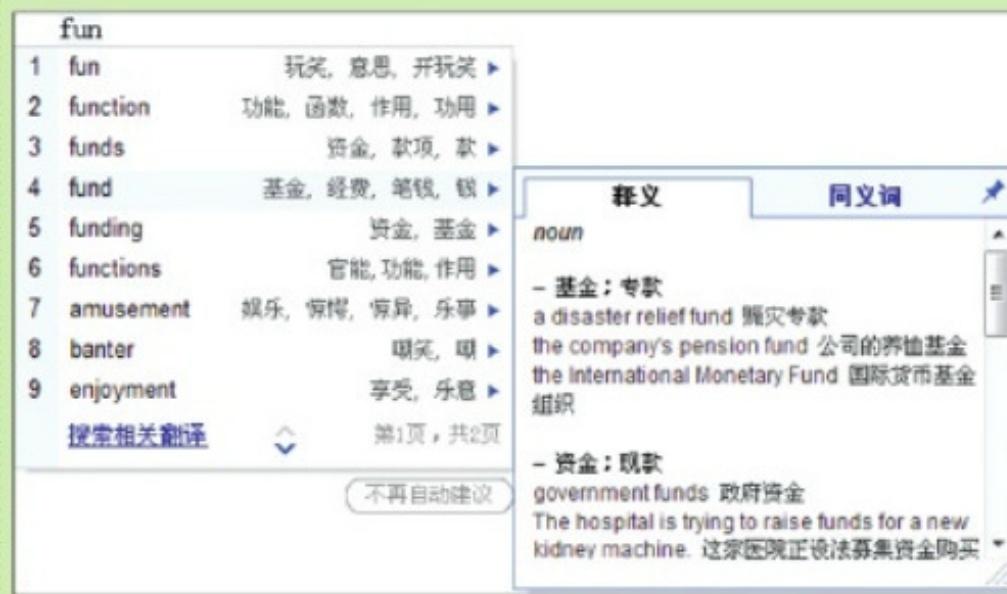 fun
1 fun 玩笑, 意思, 开玩笑
2 function 功能, 函数, 作用, 功用
3 funds 资金, 款项, 款
4 fund 基金, 经费, 笔钱, 钱
5 funding 资金, 基金
6 functions 官能, 功能, 作用
7 amusement 娱乐, 惊愕, 惊异, 乐事
8 banter 嘲笑, 嘲
9 enjoyment 享受, 乐意
搜索相关翻译 第1页，共2页
不再自动建议
释义 同义词
noun
– 基金；专款
a disaster relief fund 赈灾专款
the company's pension fund 公司的养恤基金
the International Monetary Fund 国际货币基金
组织
– 资金；现款
government funds 政府资金
The hospital is trying to raise funds for a new
kidney machine. 这家医院正设法募集资金购买